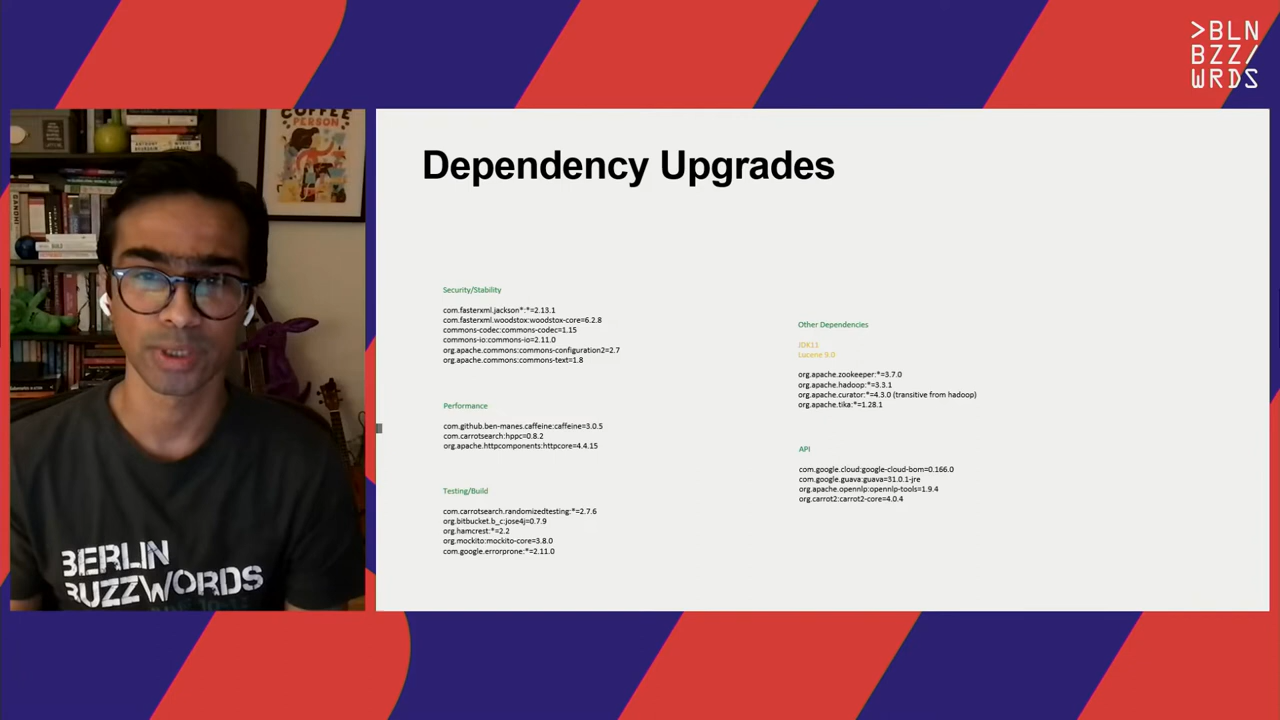 >BLN
BZZ/
WRDS
COFFEE
PERSON
GANDHI
BERLIN
BUZZWORDS
Dependency Upgrades
Security/Stability
com.fasterxml.jackson*:*=2.13.1
com.fasterxml.woodstox:woodstox-core=6.2.8
commons-codec:commons-codec=1.15
commons-io:commons-io=2.11.0
org.apache.commons:commons-configuration2=2.7
org.apache.commons:commons-text=1.8
Performance
com.github.ben-manes.caffeine:caffeine=3.0.5
com.carrotsearch:hppc=0.8.2
org.apache.httpcomponents:httpcore=4.4.15
Testing/Build
com.carrotsearch.randomizedtesting:*=2.7.6
org.bitbucket.b_c:jose4j=0.7.9
org.hamcrest:*=2.2
org.mockito:mockito-core=3.8.0
com.google.errorprone:*=2.11.0
Other Dependencies
JDK11
Lucene 9.0
org.apache.zookeeper:*=3.7.0
org.apache.hadoop:*=3.3.1
org.apache.curator:*=4.3.0 (transitive from hadoop)
org.apache.tika:*=1.28.1
API
com.google.cloud:google-cloud-bom=0.166.0
com.google.guava:guava=31.0.1-jre
org.apache.opennlp:opennlp-tools=1.9.4
org.carrot2:carrot2-core=4.0.4